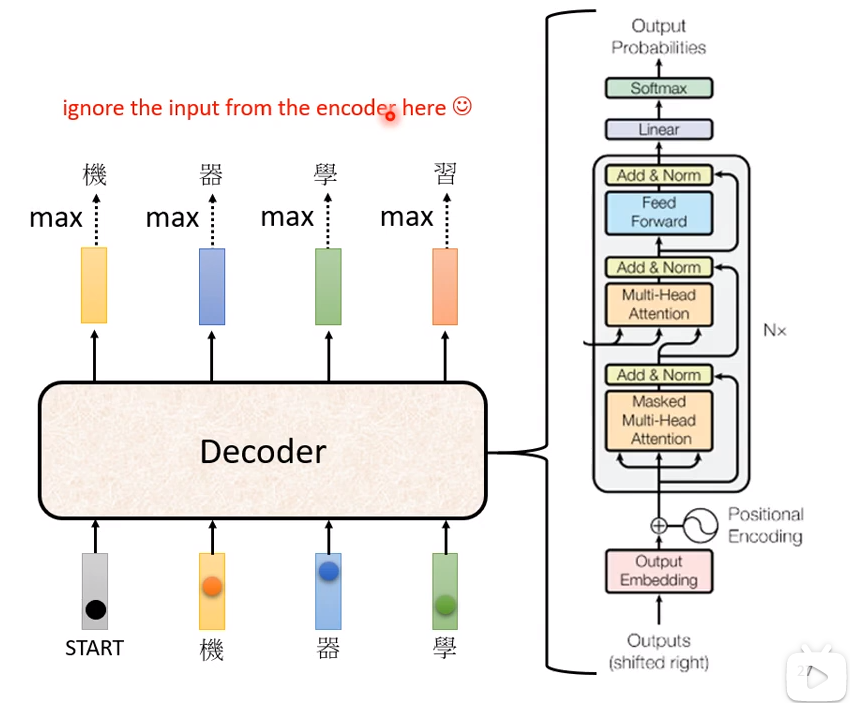 ignore the input from the encoder here ☺
機 器 學 習
max max max max
Decoder
START 機 器 學
Output
Probabilities
Softmax
Linear
Add & Norm
Feed
Forward
Add & Norm
Multi-Head
Attention
N×
Add & Norm
Masked
Multi-Head
Attention
Positional
Encoding
Output
Embedding
Outputs
(shifted right)
27